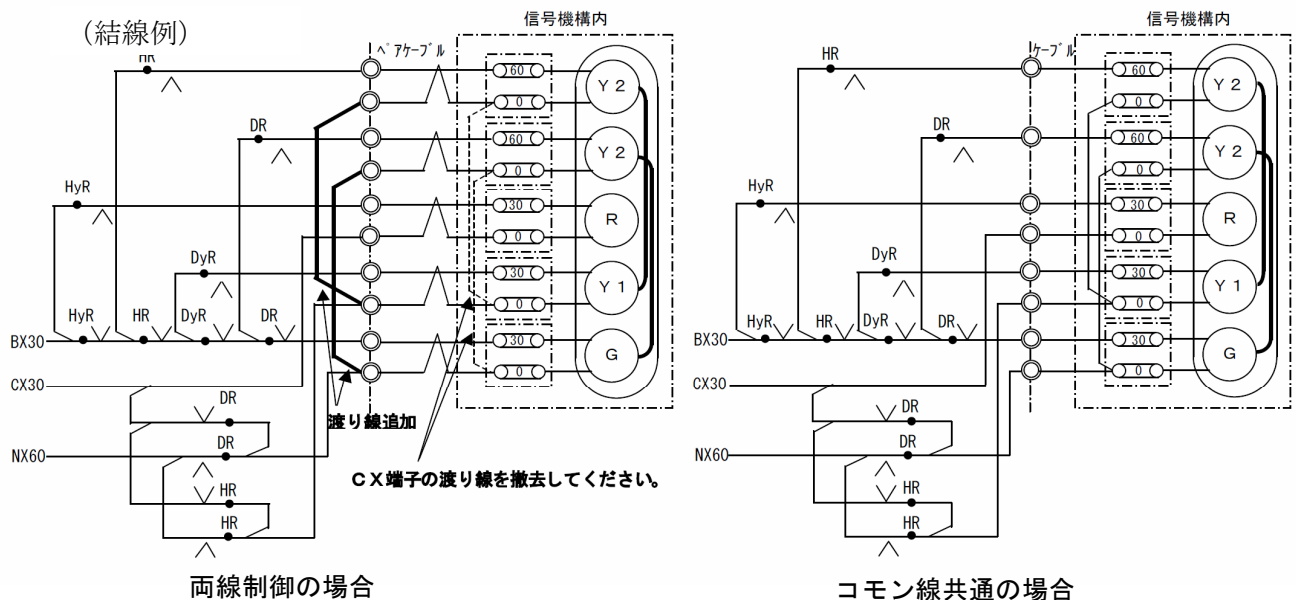 (結線例)
ペアケーブル
信号機構内
HR
60
Y2
0
DR
60
Y2
0
HyR
30
R
0
DyR
30
Y1
0
BX30
HyR
HR
DyR
DR
30
G
0
CX30
DR
渡り線追加
NX60
DR
CX端子の渡り線を撤去してください。
HR
HR
両線制御の場合
ケーブル
信号機構内
HR
60
Y2
0
DR
60
Y2
0
HyR
30
R
0
DyR
30
Y1
0
BX30
HyR
HR
DyR
DR
30
G
0
CX30
DR
NX60
DR
HR
HR
コモン線共通の場合